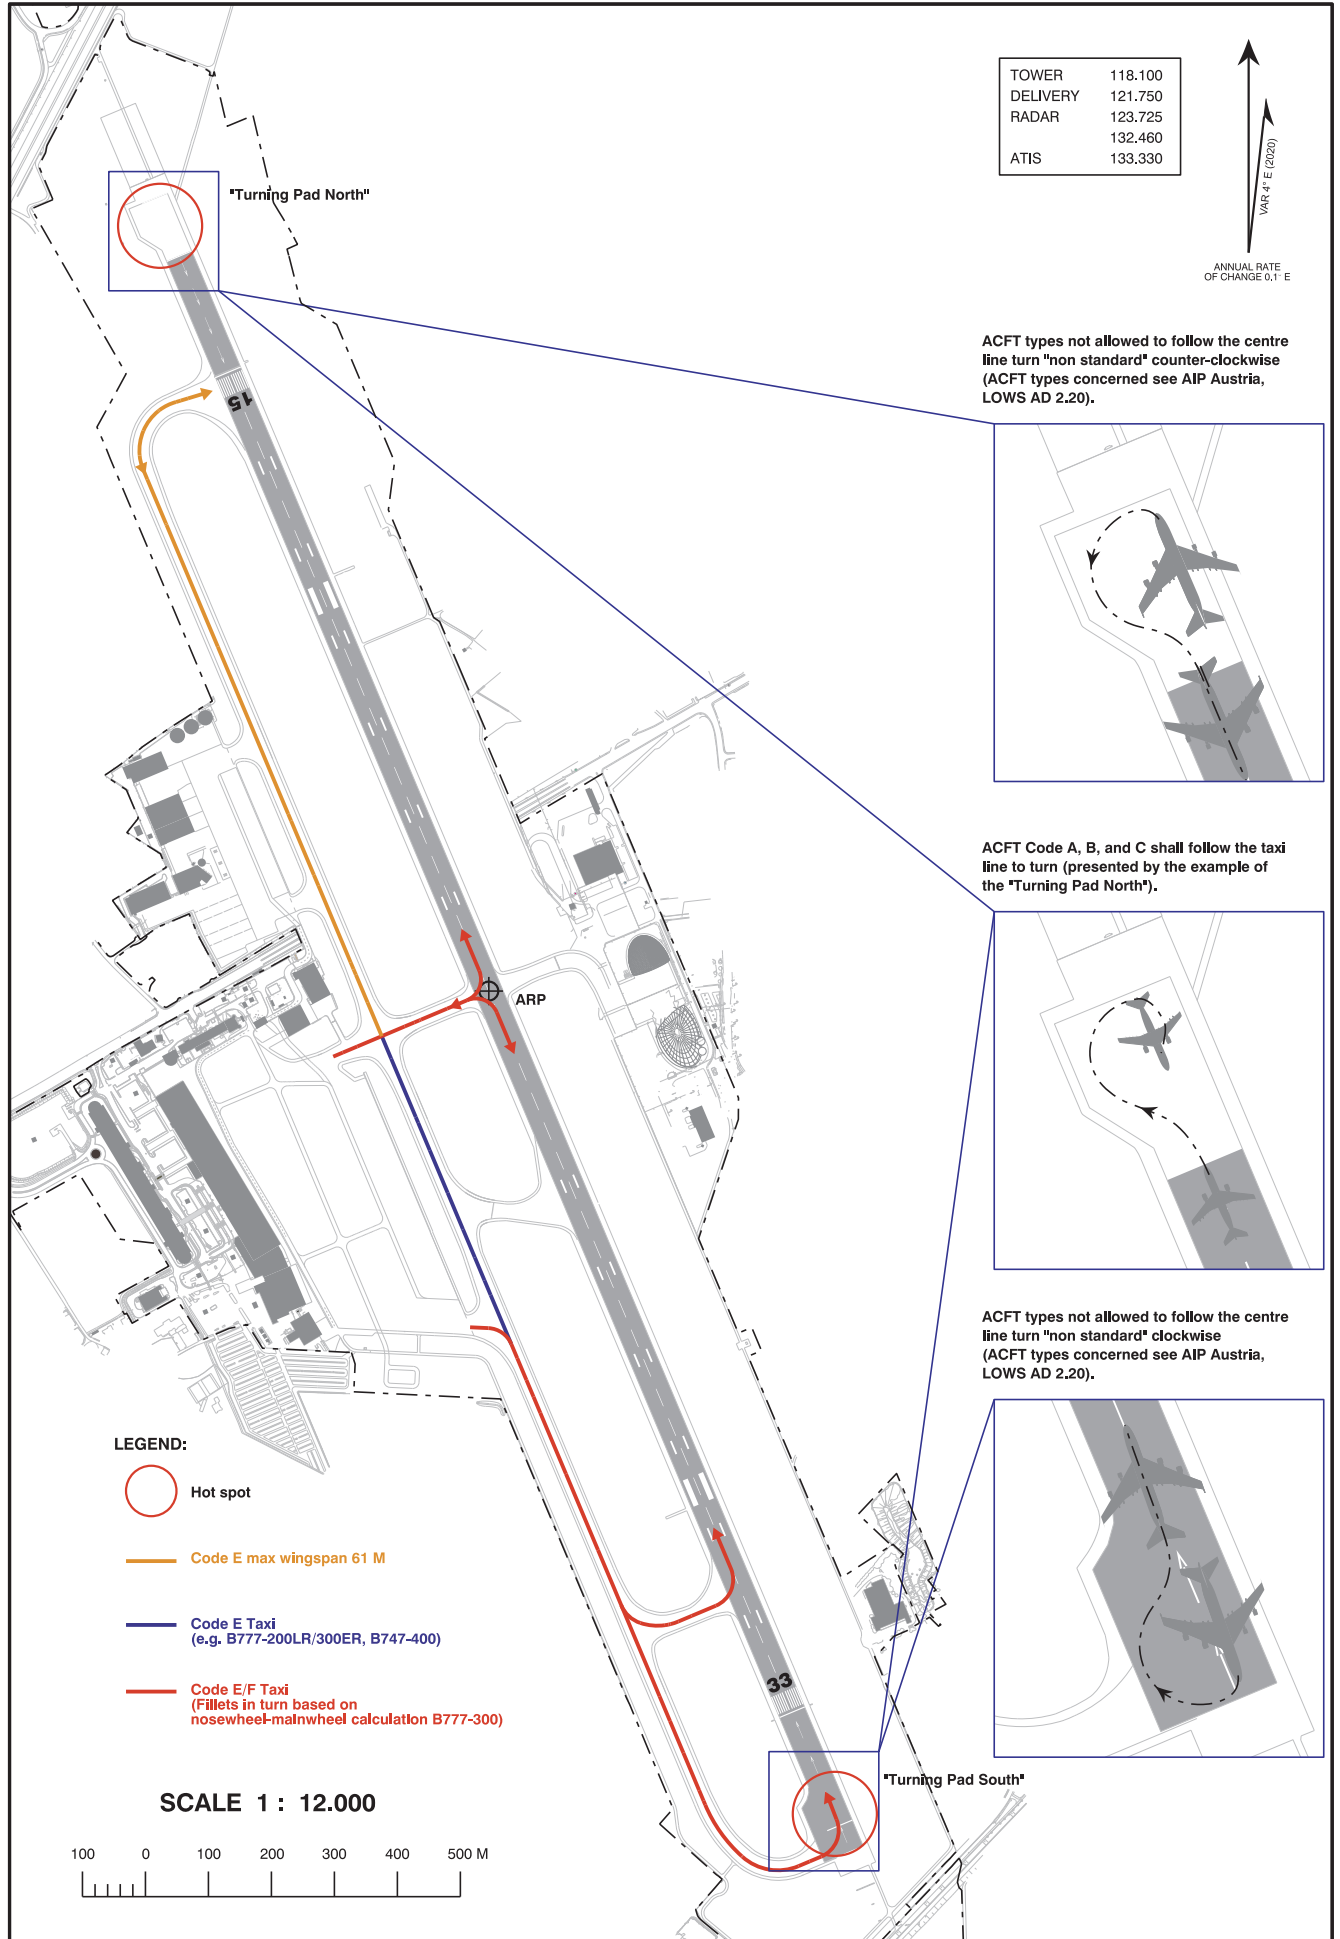 TOWER 118.100
DELIVERY 121.750
RADAR 123.725
132.460
ATIS 133.330
VAR 4° E (2020)
ANNUAL RATE
OF CHANGE 0,1° E
"Turning Pad North"
ACFT types not allowed to follow the centre
line turn "non standard" counter-clockwise
(ACFT types concerned see AIP Austria,
LOWS AD 2.20).
15
ACFT Code A, B, and C shall follow the taxi
line to turn (presented by the example of
the "Turning Pad North").
ARP
ACFT types not allowed to follow the centre
line turn "non standard" clockwise
(ACFT types concerned see AIP Austria,
LOWS AD 2.20).
LEGEND:
Hot spot
Code E max wingspan 61 M
Code E Taxi
(e.g. B777-200LR/300ER, B747-400)
Code E/F Taxi
(Fillets in turn based on
nosewheel-mainwheel calculation B777-300)
33
"Turning Pad South"
SCALE 1 : 12.000
100 0 100 200 300 400 500 M